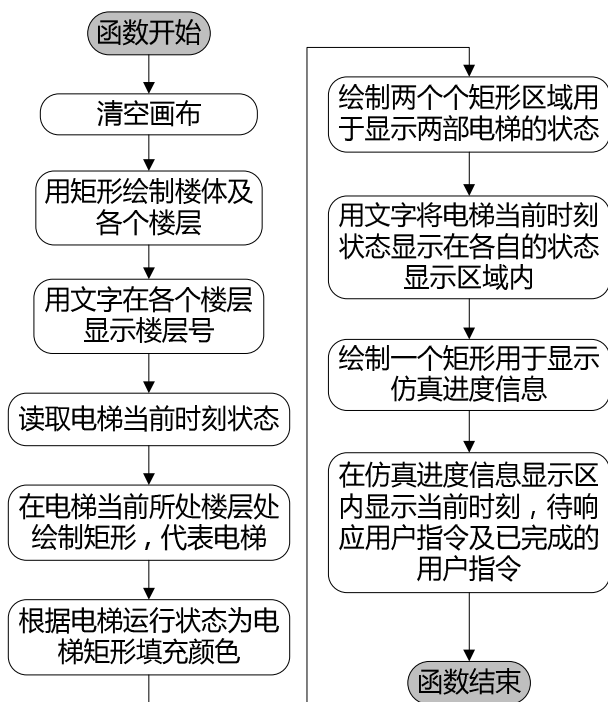 函数开始
清空画布
用矩形绘制楼体及
各个楼层
用文字在各个楼层
显示楼层号
读取电梯当前时刻状态
在电梯当前所处楼层处
绘制矩形，代表电梯
根据电梯运行状态为电
梯矩形填充颜色
绘制两个个矩形区域用
于显示两部电梯的状态
用文字将电梯当前时刻
状态显示在各自的状态
显示区域内
绘制一个矩形用于显示
仿真进度信息
在仿真进度信息显示区
内显示当前时刻，待响
应用户指令及已完成的
用户指令
函数结束